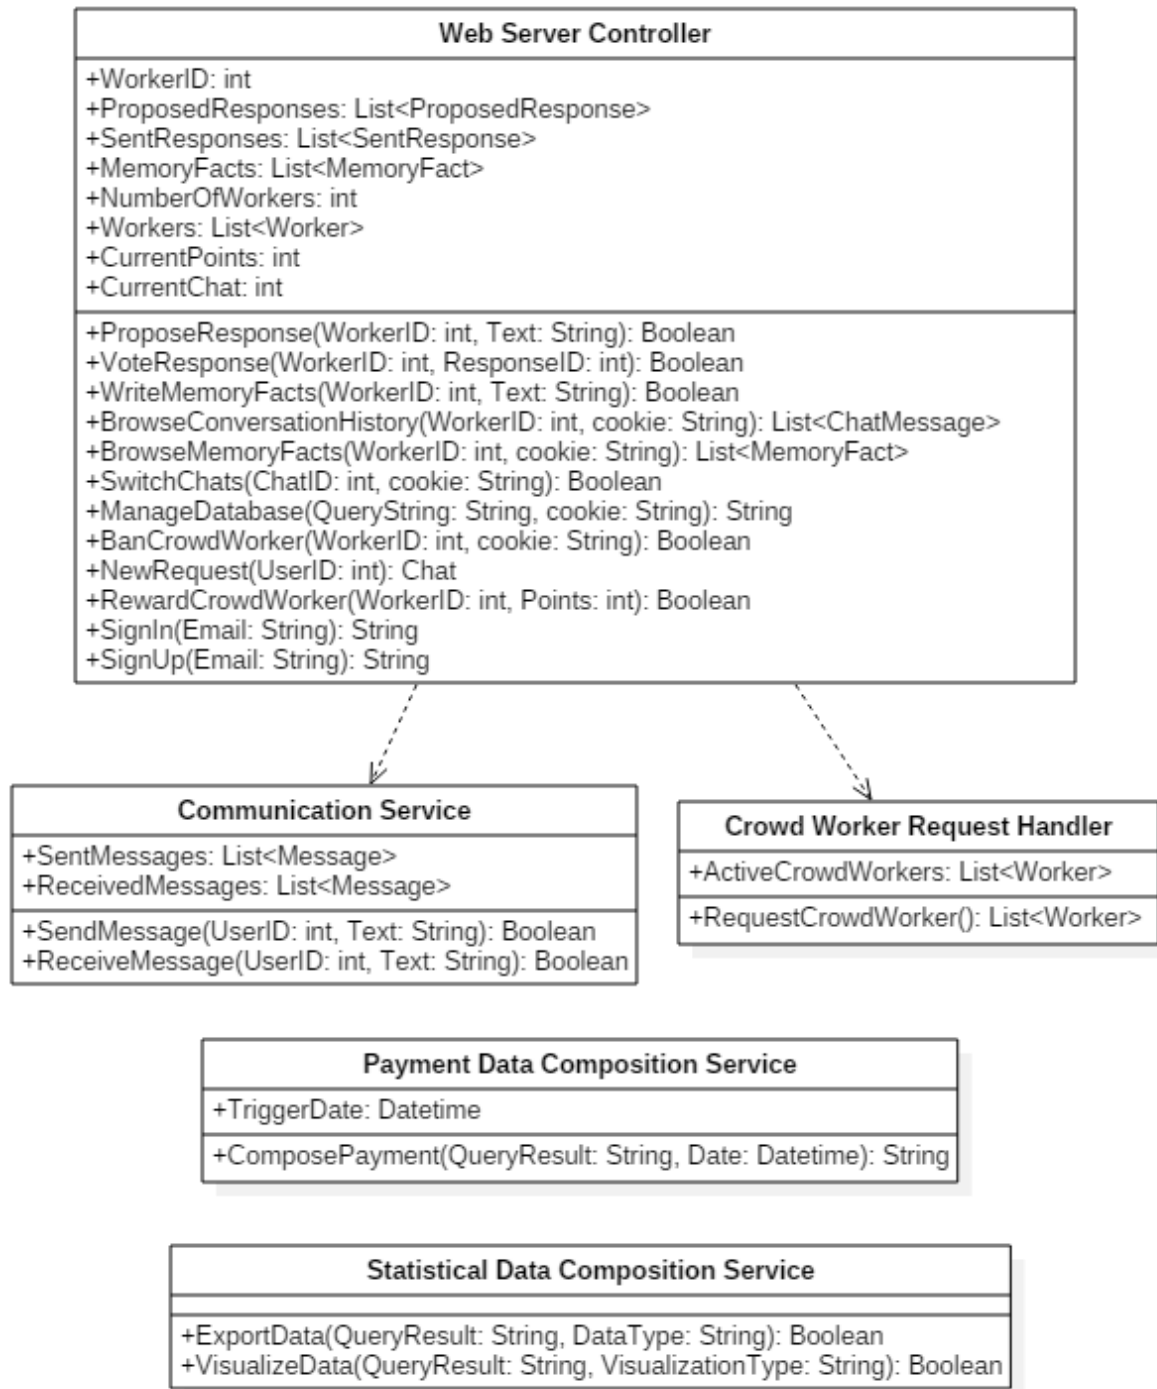 Web Server Controller
+WorkerID: int
+ProposedResponses: List<ProposedResponse>
+SentResponses: List<SentResponse>
+MemoryFacts: List<MemoryFact>
+NumberOfWorkers: int
+Workers: List<Worker>
+CurrentPoints: int
+CurrentChat: int
+ProposeResponse(WorkerID: int, Text: String): Boolean
+VoteResponse(WorkerID: int, ResponseID: int): Boolean
+WriteMemoryFacts(WorkerID: int, Text: String): Boolean
+BrowseConversationHistory(WorkerID: int, cookie: String): List<ChatMessage>
+BrowseMemoryFacts(WorkerID: int, cookie: String): List<MemoryFact>
+SwitchChats(ChatID: int, cookie: String): Boolean
+ManageDatabase(QueryString: String, cookie: String): String
+BanCrowdWorker(WorkerID: int, cookie: String): Boolean
+NewRequest(UserID: int): Chat
+RewardCrowdWorker(WorkerID: int, Points: int): Boolean
+SignIn(Email: String): String
+SignUp(Email: String): String
Communication Service
+SentMessages: List<Message>
+ReceivedMessages: List<Message>
+SendMessage(UserID: int, Text: String): Boolean
+ReceiveMessage(UserID: int, Text: String): Boolean
Crowd Worker Request Handler
+ActiveCrowdWorkers: List<Worker>
+RequestCrowdWorker(): List<Worker>
Payment Data Composition Service
+TriggerDate: Datetime
+ComposePayment(QueryResult: String, Date: Datetime): String
Statistical Data Composition Service
+ExportData(QueryResult: String, DataType: String): Boolean
+VisualizeData(QueryResult: String, VisualizationType: String): Boolean